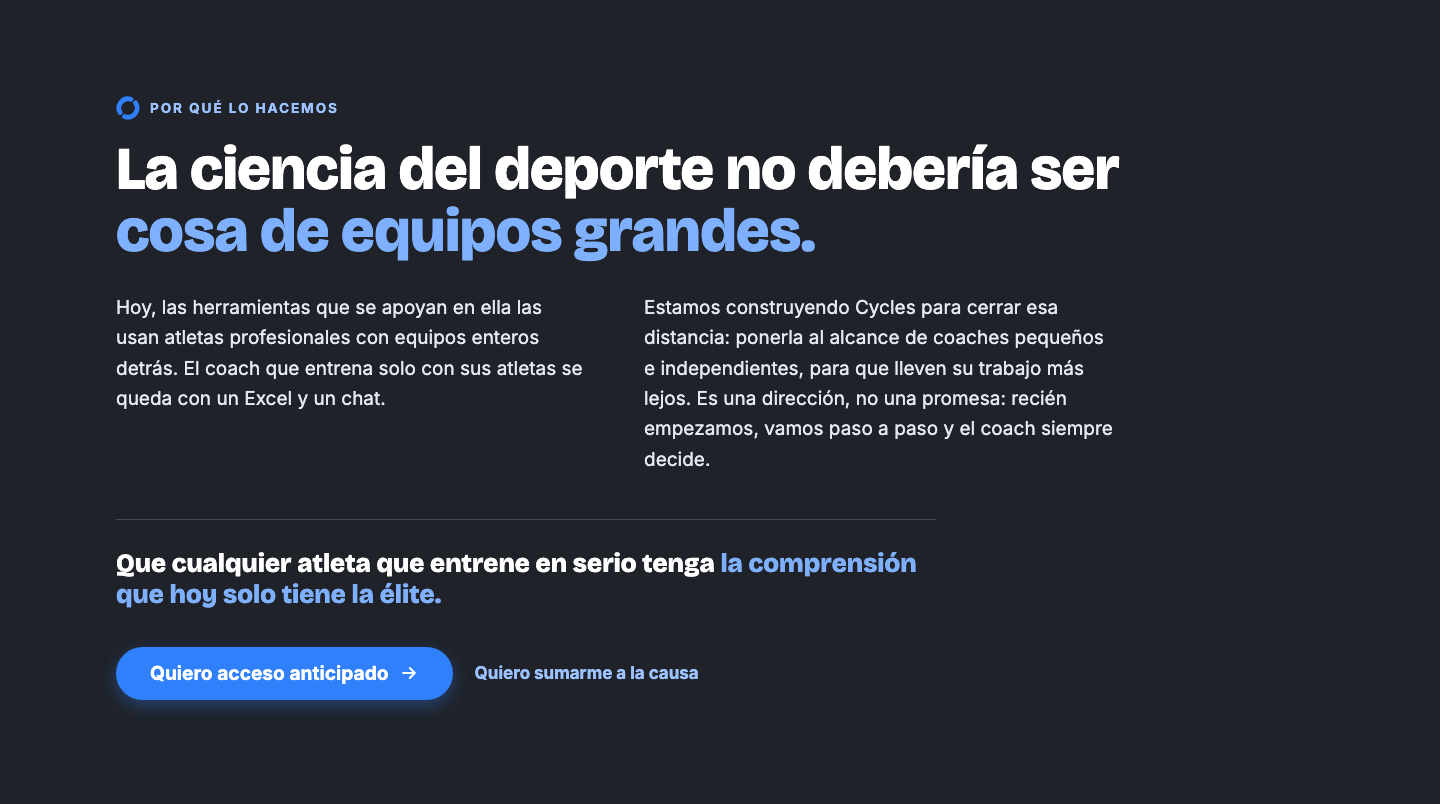 POR QUÉ LO HACEMOS
La ciencia del deporte no debería ser
cosa de equipos grandes.
Hoy, las herramientas que se apoyan en ella las
usan atletas profesionales con equipos enteros
detrás. El coach que entrena solo con sus atletas se
queda con un Excel y un chat.
Estamos construyendo Cycles para cerrar esa
distancia: ponerla al alcance de coaches pequeños
e independientes, para que lleven su trabajo más
lejos. Es una dirección, no una promesa: recién
empezamos, vamos paso a paso y el coach siempre
decide.
Que cualquier atleta que entrene en serio tenga la comprensión
que hoy solo tiene la élite.
Quiero acceso anticipado →
Quiero sumarme a la causa